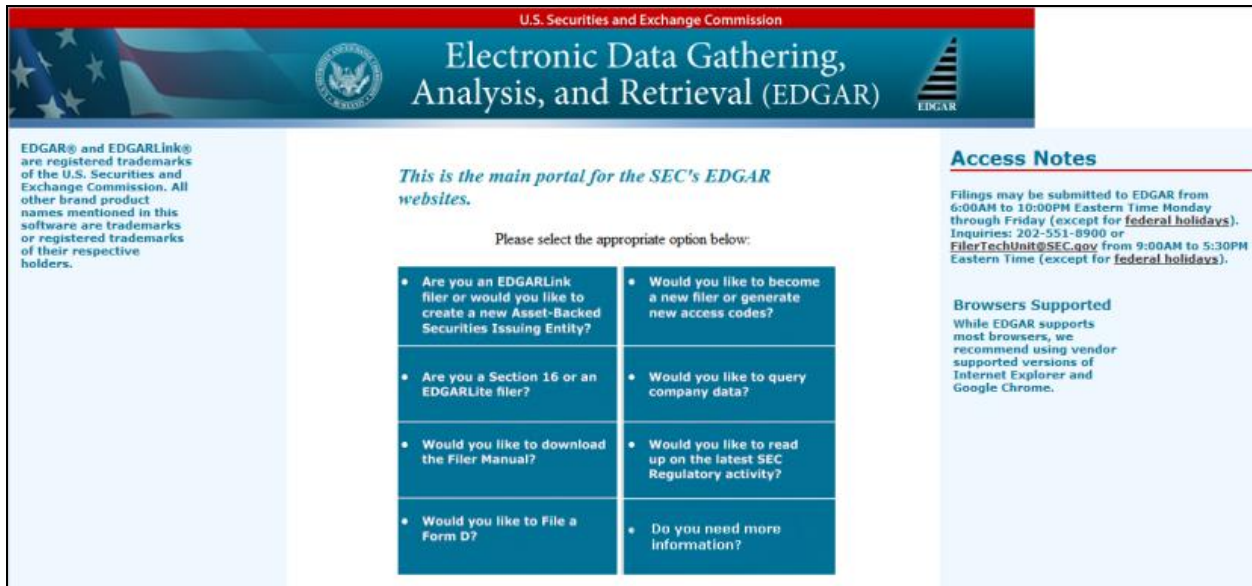 U.S. Securities and Exchange Commission
Electronic Data Gathering,
Analysis, and Retrieval (EDGAR)
EDGAR
EDGAR® and EDGARLink®
are registered trademarks
of the U.S. Securities and
Exchange Commission. All
other brand product
names mentioned in this
software are trademarks
or registered trademarks
of their respective
holders.
This is the main portal for the SEC's EDGAR
websites.
Please select the appropriate option below:
• Are you an EDGARLink
filer or would you like to
create a new Asset-Backed
Securities Issuing Entity?
• Would you like to become
a new filer or generate
new access codes?
• Are you a Section 16 or an
EDGARLite filer?
• Would you like to query
company data?
• Would you like to download
the Filer Manual?
• Would you like to read
up on the latest SEC
Regulatory activity?
• Would you like to File a
Form D?
• Do you need more
information?
Access Notes
Filings may be submitted to EDGAR from
6:00AM to 10:00PM Eastern Time Monday
through Friday (except for federal holidays).
Inquiries: 202-551-8900 or
FilerTechUnit@SEC.gov from 9:00AM to 5:30PM
Eastern Time (except for federal holidays).
Browsers Supported
While EDGAR supports
most browsers, we
recommend using vendor
supported versions of
Internet Explorer and
Google Chrome.